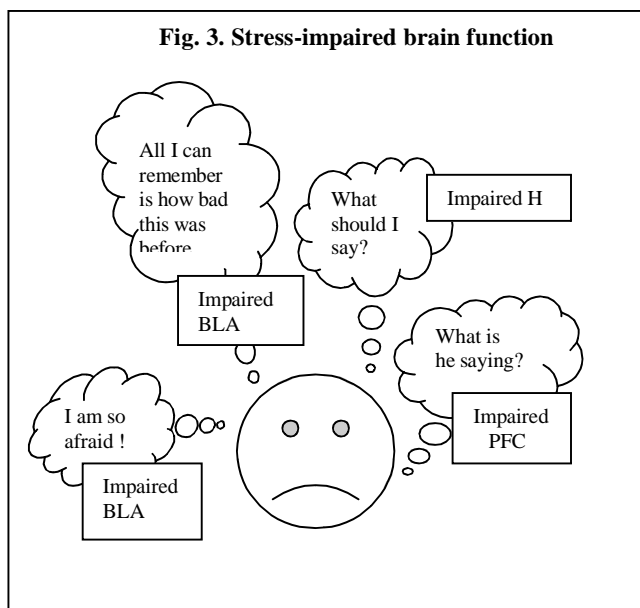 Fig. 3. Stress-impaired brain function
All I can
remember
is how bad
this was
before
Impaired
BLA
What
should I
say?
Impaired H
What is
he saying?
Impaired
PFC
I am so
afraid !
Impaired
BLA